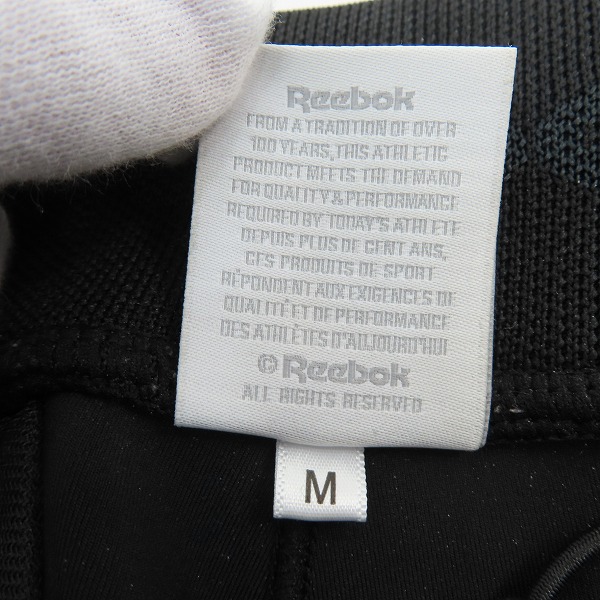 Reebok
FROM A TRADITION OF OVER
100 YEARS, THIS ATHLETIC
PRODUCT MEETS THE DEMAND
FOR QUALITY & PERFORMANCE
REQUIRED BY TODAY'S ATHLETE
DEPUIS PLUS DE CENT ANS,
CES PRODUITS DE SPORT
RÉPONDENT AUX EXIGENCES DE
QUALITÉ ET DE PERFORMANCE
DES ATHLÈTES D'AUJOURD'HUI
© Reebok
ALL RIGHTS RESERVED
M